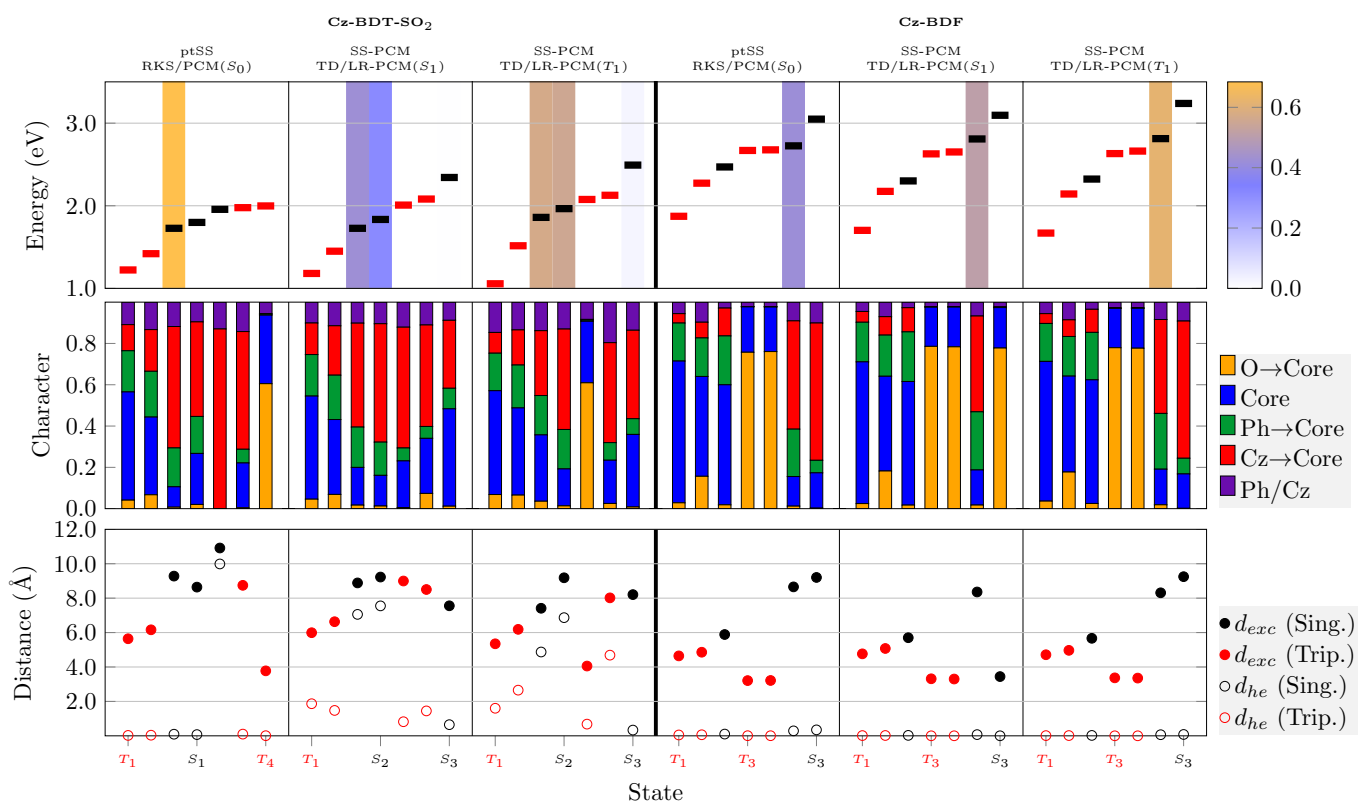 Cz-BDT-SO₂ Cz-BDF
ptSS SS-PCM SS-PCM ptSS SS-PCM SS-PCM
RKS/PCM(S₀) TD/LR-PCM(S₁) TD/LR-PCM(T₁) RKS/PCM(S₀) TD/LR-PCM(S₁) TD/LR-PCM(T₁)
Energy (eV)
3.0
2.0
1.0
0.6
0.4
0.2
0.0
Character
0.8
0.6
0.4
0.2
0.0
O→Core
Core
Ph→Core
Cz→Core
Ph/Cz
Distance (Å)
12.0
10.0
8.0
6.0
4.0
2.0
d_exc (Sing.)
d_exc (Trip.)
d_he (Sing.)
d_he (Trip.)
T₁ S₁ T₄ T₁ S₂ S₃ T₁ S₂ S₃ T₁ T₃ T₁ T₃ S₃ T₁ T₃ S₃
State